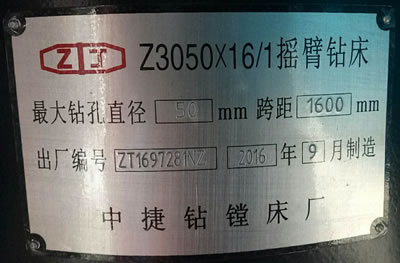 ZJ Z3050X16/1摇臂钻床
最大钻孔直径 50 mm 跨距 1600 mm
出厂编号 ZT1697281NZ 2016 年 9 月制造
中捷钻镗床厂